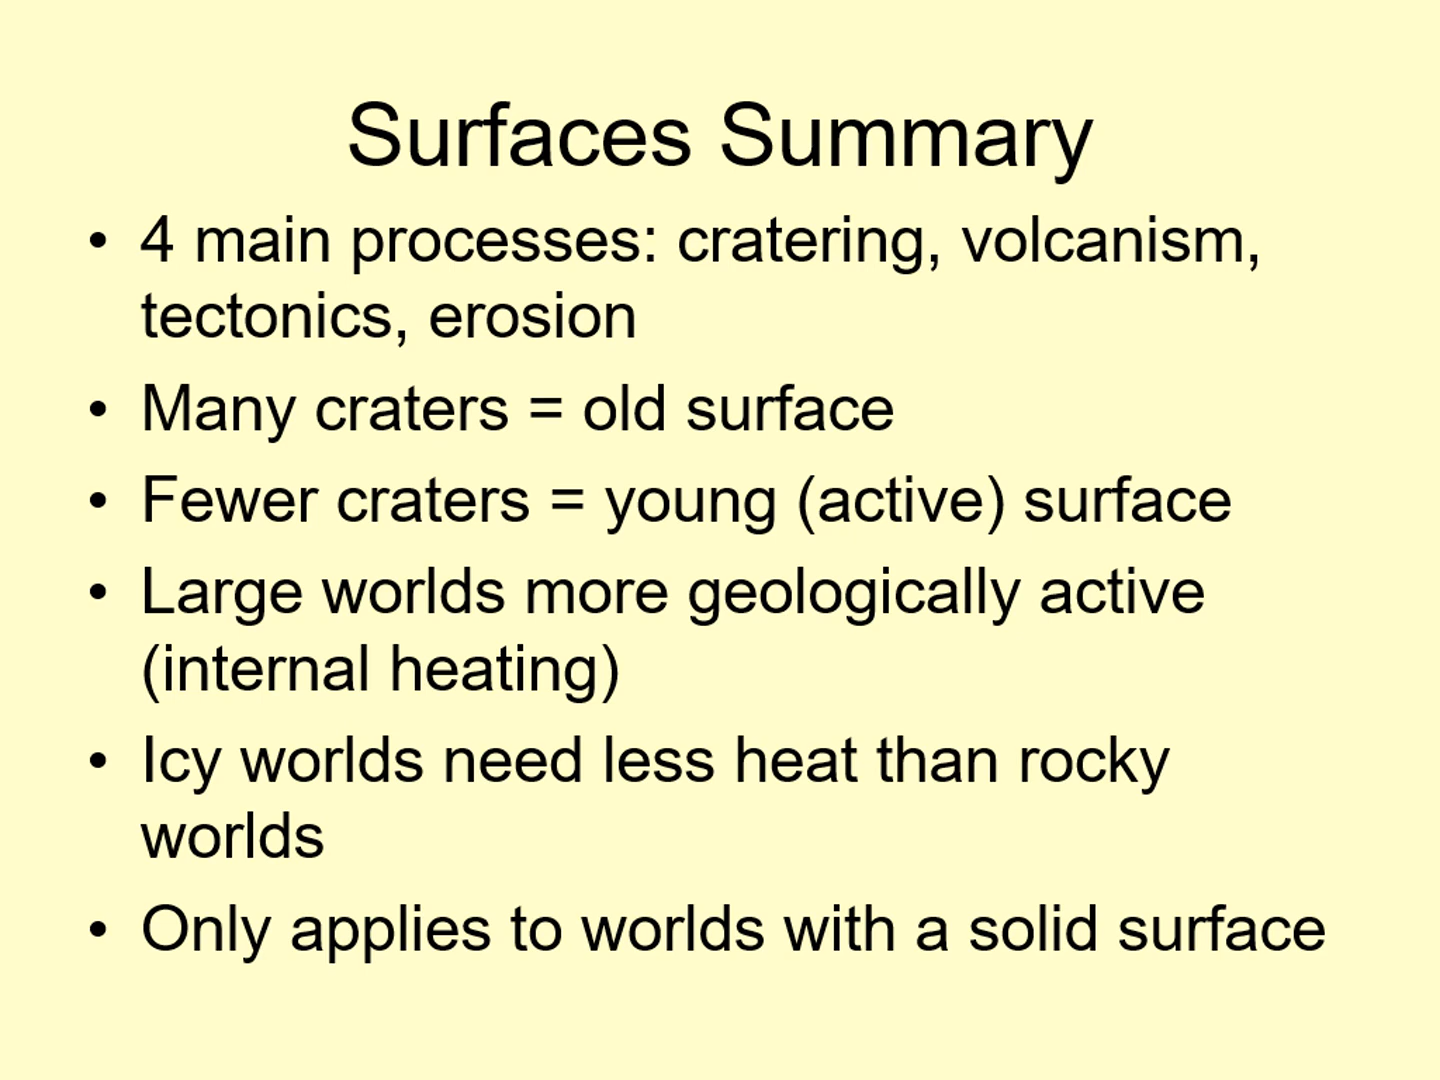 Surfaces Summary
• 4 main processes: cratering, volcanism,
tectonics, erosion
• Many craters = old surface
• Fewer craters = young (active) surface
• Large worlds more geologically active
(internal heating)
• Icy worlds need less heat than rocky
worlds
• Only applies to worlds with a solid surface